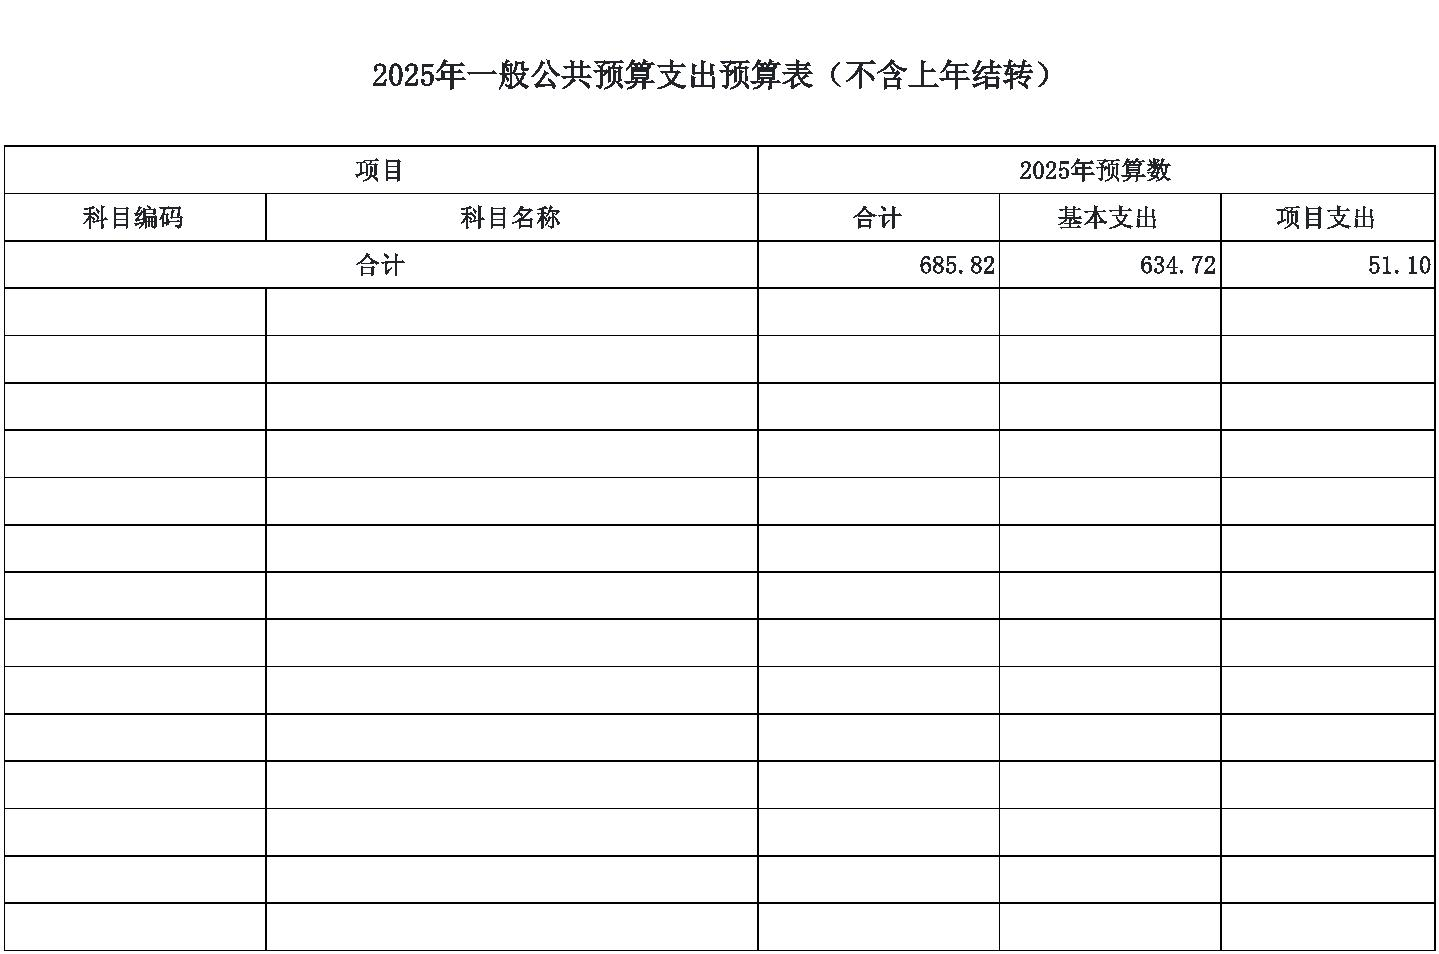 2025年一般公共预算支出预算表（不含上年结转）
项目 2025年预算数
科目编码 科目名称 合计 基本支出 项目支出
合计 685.82 634.72 51.10